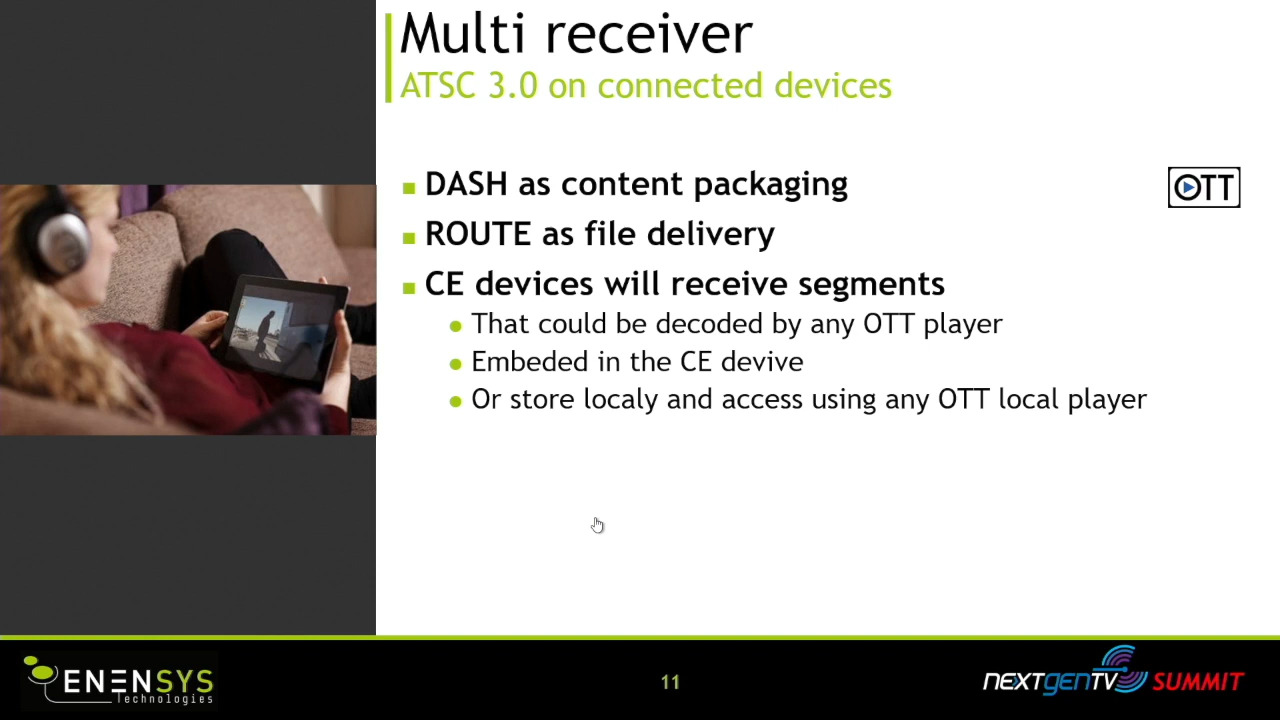 Multi receiver
ATSC 3.0 on connected devices
DASH as content packaging
OTT
ROUTE as file delivery
CE devices will receive segments
That could be decoded by any OTT player
Embeded in the CE devive
Or store localy and access using any OTT local player
ENENSYS
Technologies
11
NEXTGENTV SUMMIT